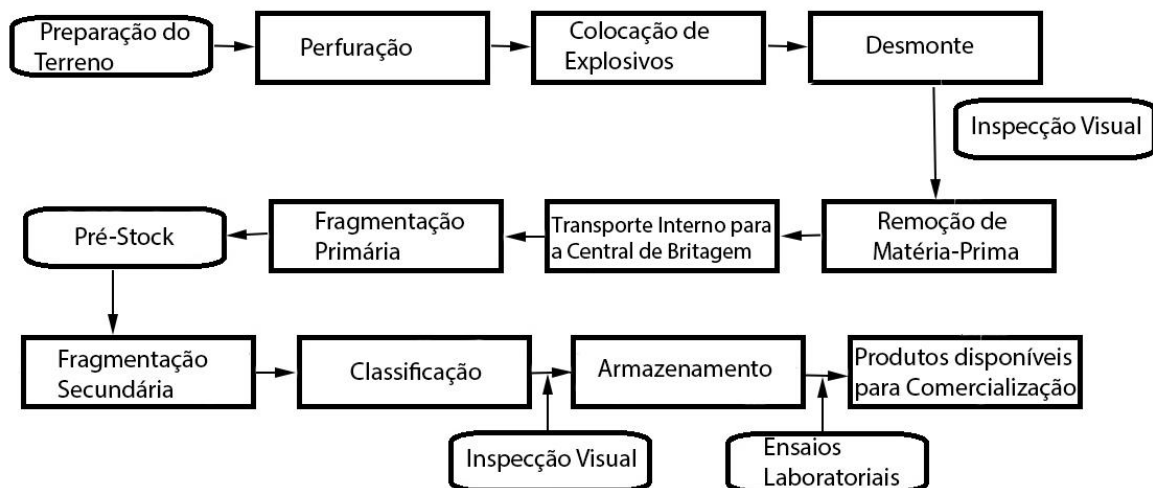 Preparação do
Terreno
Perfuração
Colocação de
Explosivos
Desmonte
Inspecção Visual
Pré-Stock
Fragmentação
Primária
Transporte Interno para
a Central de Britagem
Remoção de
Matéria-Prima
Fragmentação
Secundária
Classificação
Armazenamento
Produtos disponíveis
para Comercialização
Inspecção Visual
Ensaios
Laboratoriais